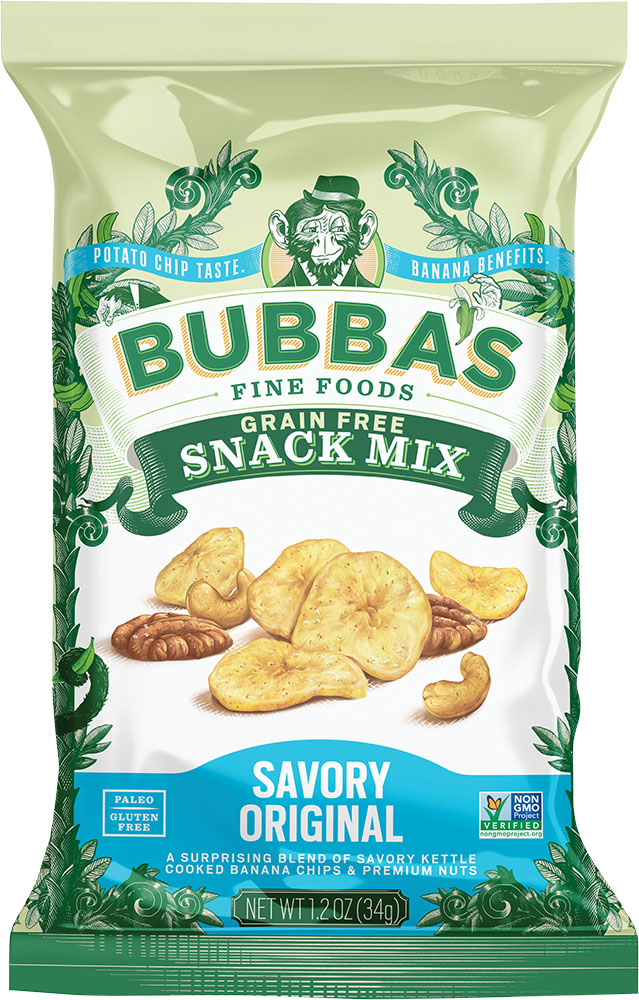 POTATO CHIP TASTE.
BANANA BENEFITS.
BUBBA'S
FINE FOODS
GRAIN FREE
SNACK MIX
SAVORY
ORIGINAL
PALEO
GLUTEN
FREE
NON
GMO
Project
VERIFIED
nongmoproject.org
A SURPRISING BLEND OF SAVORY KETTLE
COOKED BANANA CHIPS & PREMIUM NUTS
NET WT 1.2 OZ (34g)